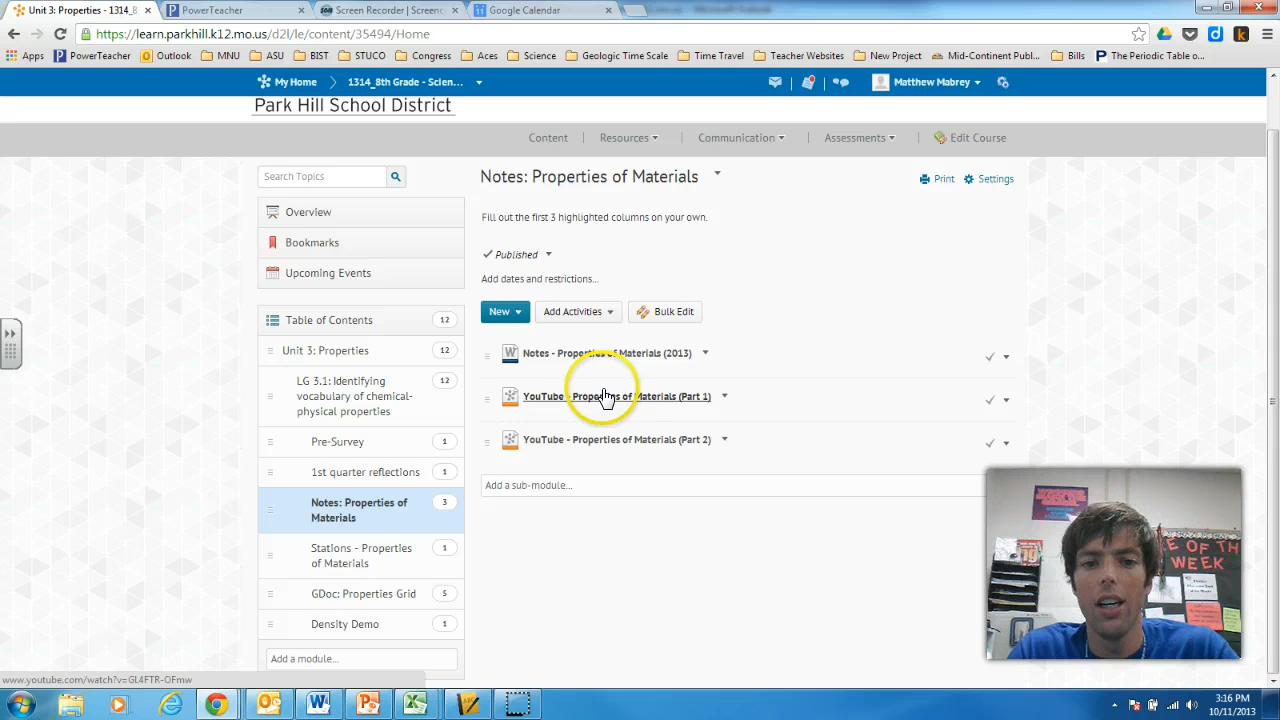 Unit 3: Properties - 1314_8
PowerTeacher
Screen Recorder | Screenc
Google Calendar
https://learn.parkhill.k12.mo.us/d2l/le/content/35494/Home
Apps
PowerTeacher
Outlook
MNU
ASU
BIST
STUCO
Congress
Aces
Science
Geologic Time Scale
Time Travel
Teacher Websites
New Project
Mid-Continent Publ...
Bills
The Periodic Table o...
My Home
1314_8th Grade - Scien...
Matthew Mabrey
Park Hill School District
Content
Resources
Communication
Assessments
Edit Course
Search Topics
Overview
Bookmarks
Upcoming Events
Table of Contents 12
Unit 3: Properties 12
LG 3.1: Identifying 12
vocabulary of chemical-
physical properties
Pre-Survey 1
1st quarter reflections 1
Notes: Properties of 3
Materials
Stations - Properties 1
of Materials
GDoc: Properties Grid 5
Density Demo 1
Add a module...
Notes: Properties of Materials
Print
Settings
Fill out the first 3 highlighted columns on your own.
Published
Add dates and restrictions...
New
Add Activities
Bulk Edit
Notes - Properties of Materials (2013)
YouTube - Properties of Materials (Part 1)
YouTube - Properties of Materials (Part 2)
Add a sub-module...
E OF TH
WEEK
www.youtube.com/watch?v=GL4FTR-OFmw
3:16 PM
10/11/2013